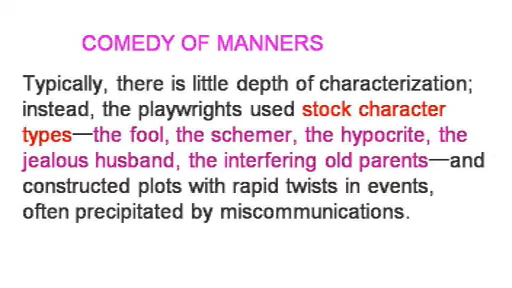 COMEDY OF MANNERS
Typically, there is little depth of characterization;
instead, the playwrights used stock character
types—the fool, the schemer, the hypocrite, the
jealous husband, the interfering old parents—and
constructed plots with rapid twists in events,
often precipitated by miscommunications.